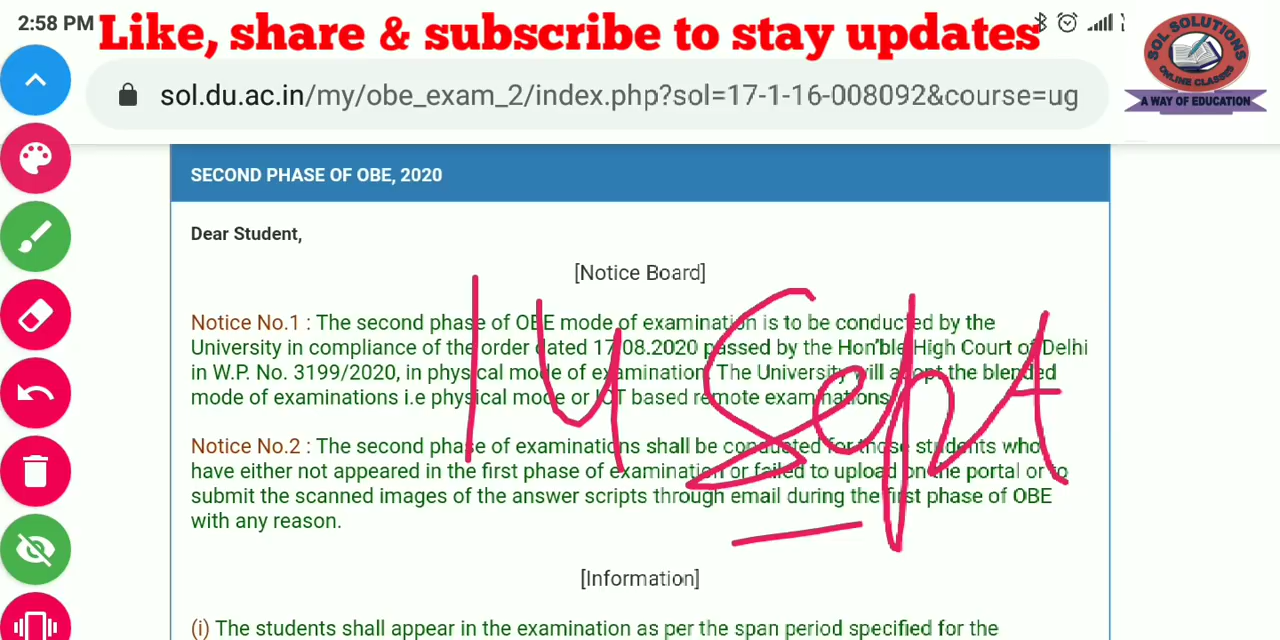 2:58 PM
Like, share & subscribe to stay updates
SOL SOLUTIONS
ONLINE CLASSES
A WAY OF EDUCATION
sol.du.ac.in/my/obe_exam_2/index.php?sol=17-1-16-008092&course=ug
SECOND PHASE OF OBE, 2020
Dear Student,
[Notice Board]
Notice No.1 : The second phase of OBE mode of examination is to be conducted by the
University in compliance of the order dated 17/08.2020 passed by the Hon'ble High Court of Delhi
in W.P. No. 3199/2020, in physical mode of examination. The University will adopt the blended
mode of examinations i.e physical mode or ICT based remote examinations.
14 Sept
Notice No.2 : The second phase of examinations shall be conducted for those students who
have either not appeared in the first phase of examination or failed to upload on the portal or to
submit the scanned images of the answer scripts through email during the first phase of OBE
with any reason.
[Information]
(i) The students shall appear in the examination as per the span period specified for the